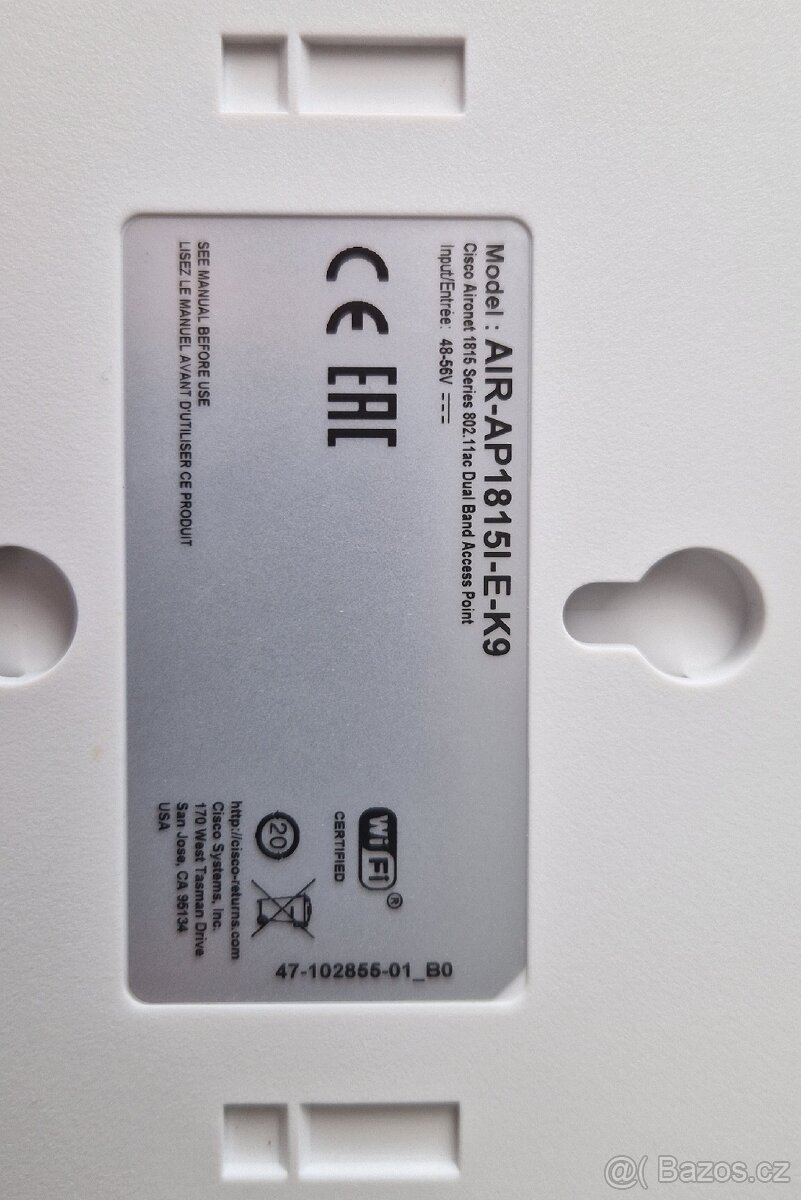 Model : AIR-AP1815I-E-K9
Cisco Aironet 1815 Series 802.11ac Dual Band Access Point
Input/Entrée: 48-56V
CE EAC
SEE MANUAL BEFORE USE
LISEZ LE MANUEL AVANT D'UTILISER CE PRODUIT
Wi Fi®
CERTIFIED
20
http://cisco-returns.com
Cisco Systems, Inc.
170 West Tasman Drive
San Jose, CA 95134
USA
47-102855-01_B0
@( Bazos.cz